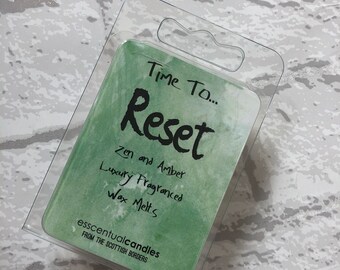 Time To...
Reset
Zen and Amber
Luxury Fragranced
Wax Melts
esscentualcandles
FROM THE SCOTTISH BORDERS